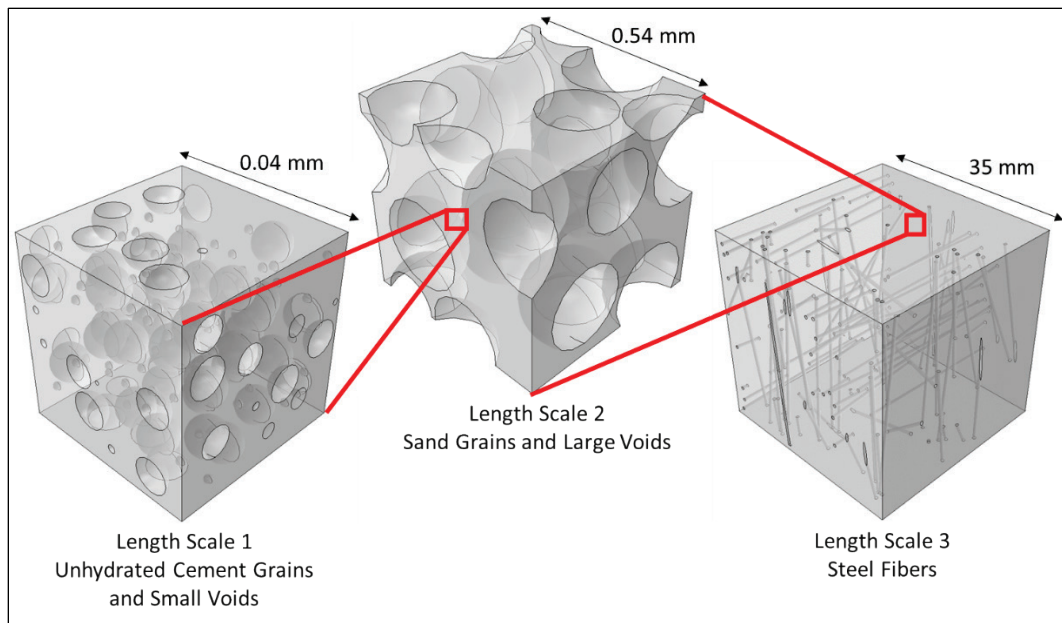 0.54 mm
0.04 mm
35 mm
Length Scale 2
Sand Grains and Large Voids
Length Scale 1
Unhydrated Cement Grains
and Small Voids
Length Scale 3
Steel Fibers